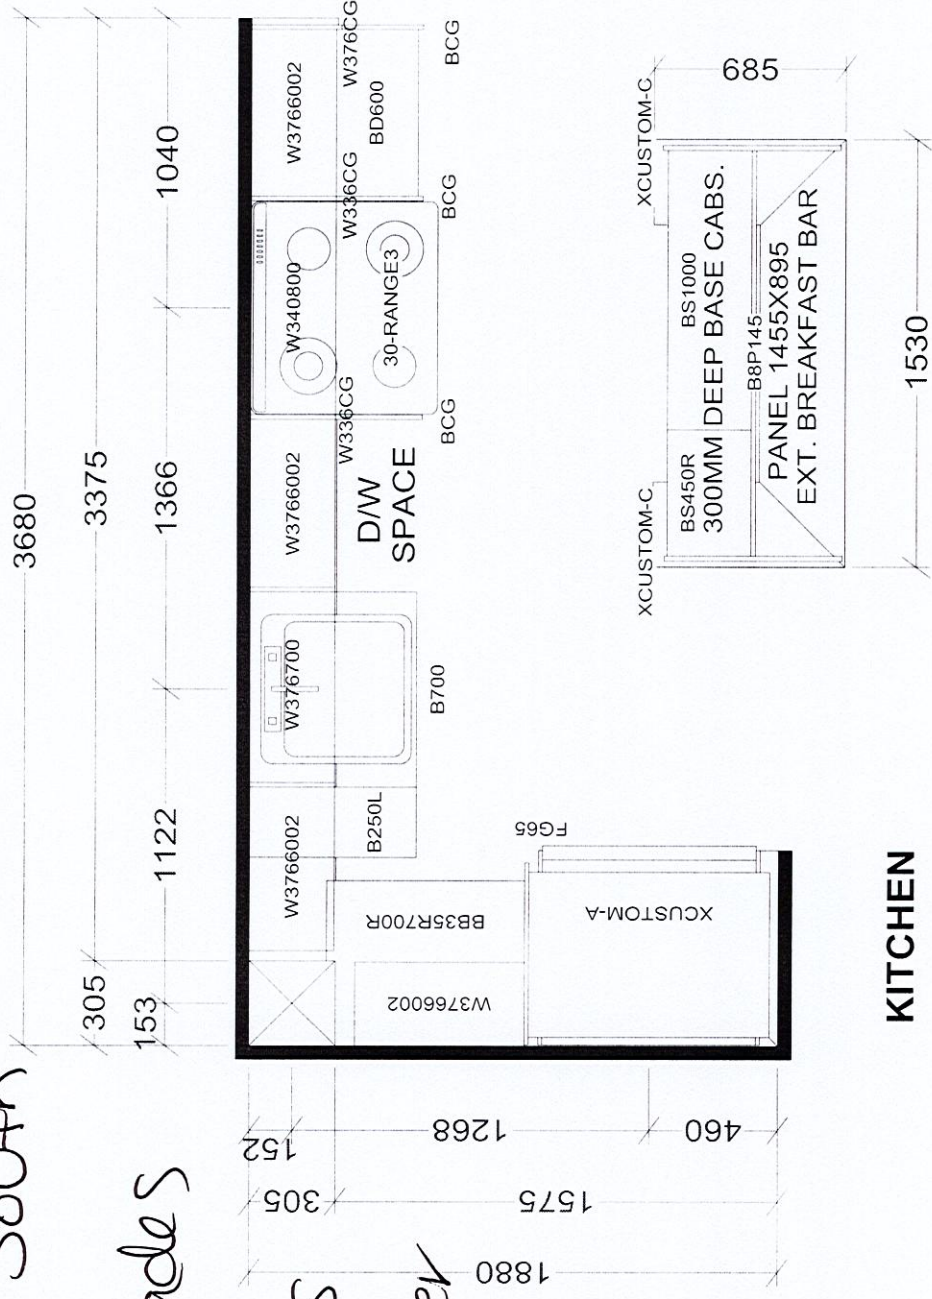 3680
3375
305
1040
1366
1122
153
W3766002
W376CG
BCG
BD600
W336CG
BCG
W340800
30-RANGE3
W336CG
BCG
W3766002
D/W
SPACE
W376700
B700
W3766002
B250L
FG65
BB35R700R
XCUSTOM-A
W3766002
152
1268
460
305
1575
1880
XCUSTOM-C
685
BS1000
BS450R
300MM DEEP BASE CABS.
B8P145
PANEL 1455X895
EXT. BREAKFAST BAR
XCUSTOM-C
1530
KITCHEN